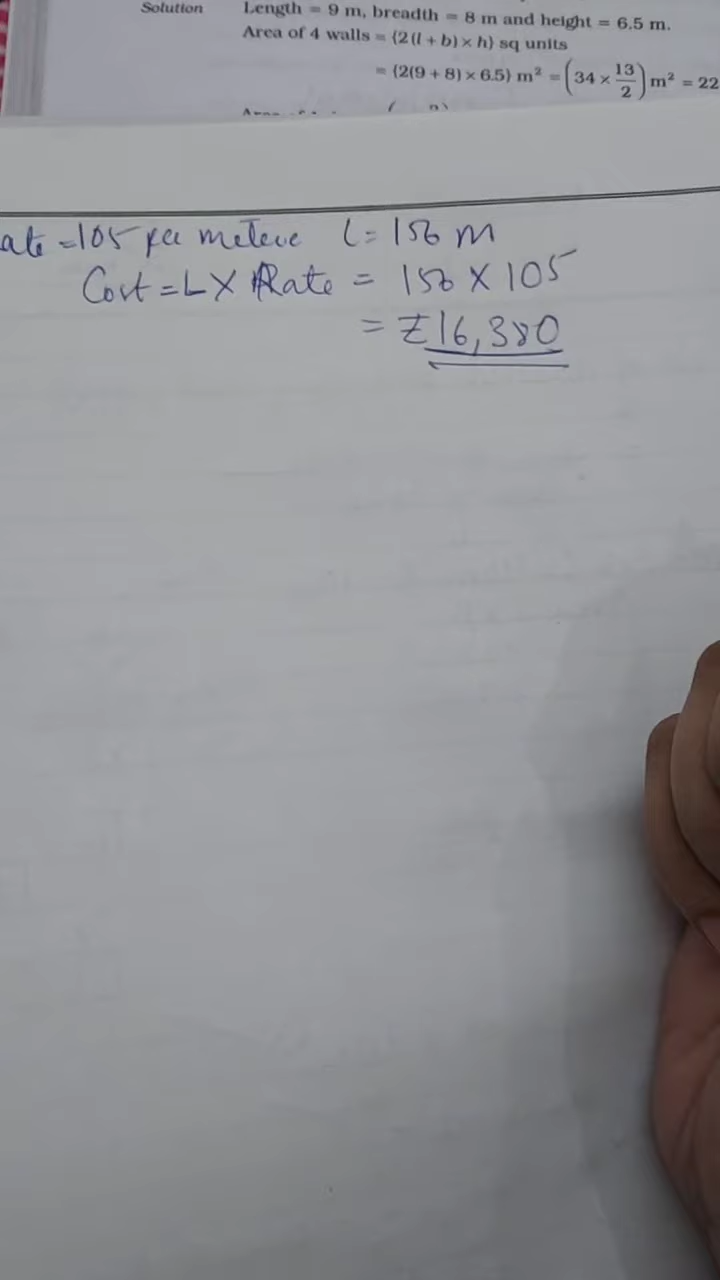 Solution Length = 9 m, breadth = 8 m and height = 6.5 m.
Area of 4 walls = {2(l + b) × h} sq units
= {2(9 + 8) × 6.5} m² = (34 × 13/2) m² = 22
ate = 105 per metere l = 156 m
Cost = L × Rate = 156 × 105
= ₹16,380